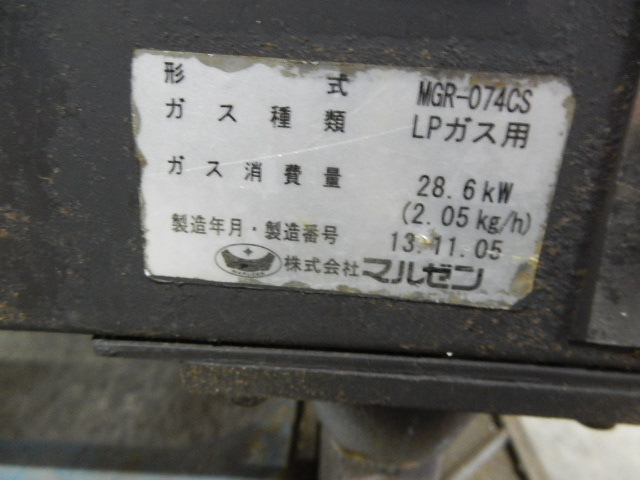 形式 MGR-074CS
ガス種類 LPガス用
ガス消費量 28.6kW
(2.05kg/h)
製造年月・製造番号 13.11.05
株式会社マルゼン